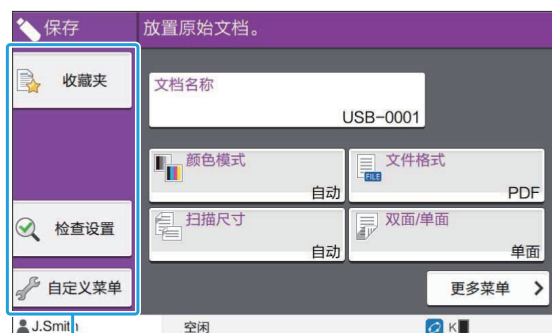 保存
放置原始文档。
收藏夹
文档名称
USB-0001
颜色模式
自动
文件格式
FILE
PDF
扫描尺寸
自动
双面/单面
单面
检查设置
自定义菜单
更多菜单
J.Smith
空闲
K